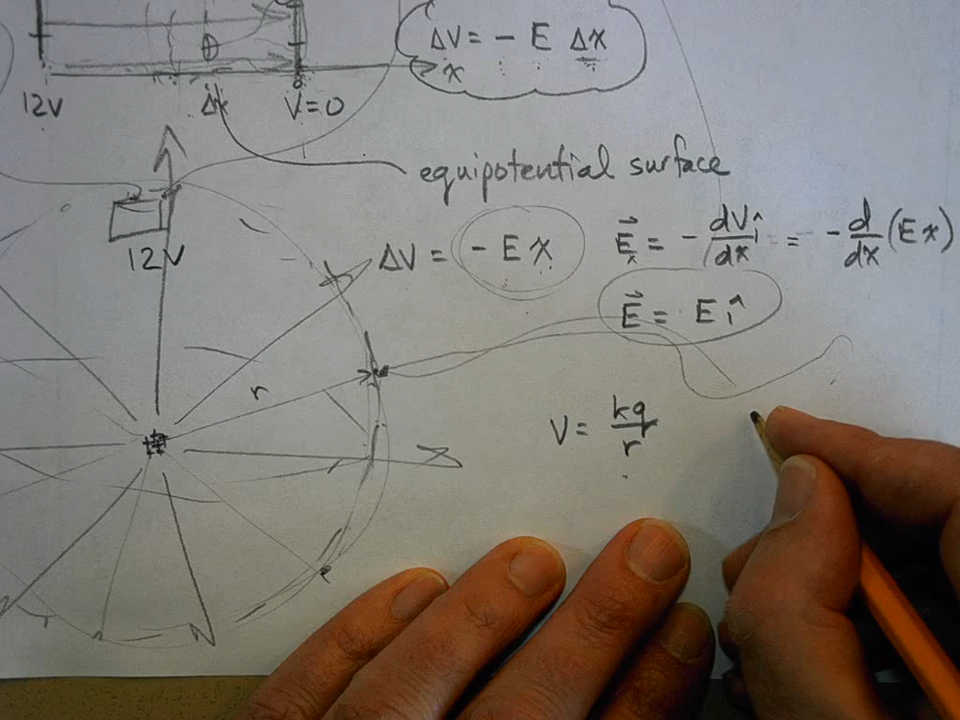 ΔV = - E Δx
x
12V Δx V=0
equipotential surface
12V
ΔV = - E x
E⃗ₓ = - dV/dx î = - d/dx (E x)
E⃗ = E î
r
V = kq/r